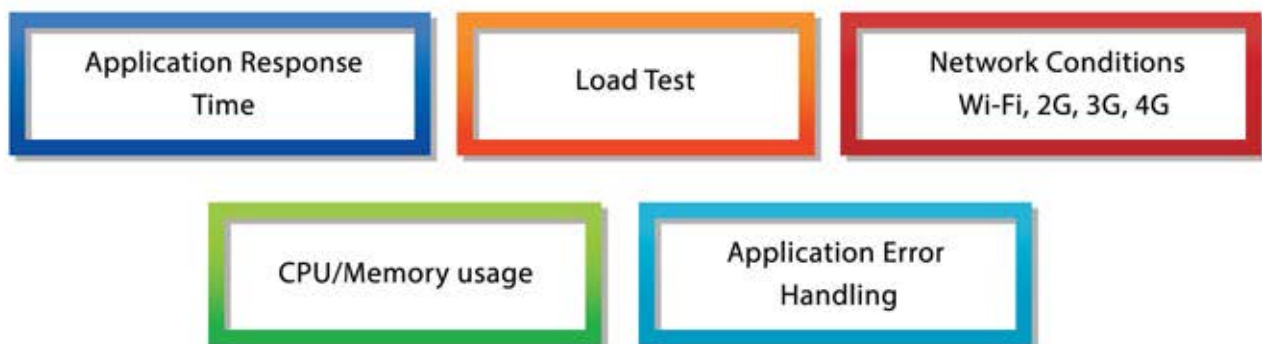 Application Response
Time
Load Test
Network Conditions
Wi-Fi, 2G, 3G, 4G
CPU/Memory usage
Application Error
Handling